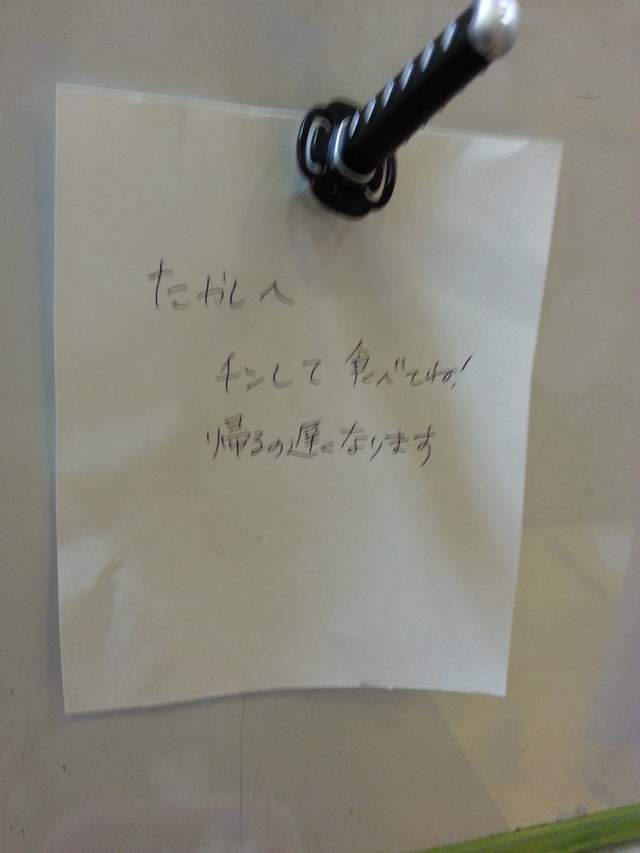 たかしへ
チンして食べてね!
帰るの遅くなります